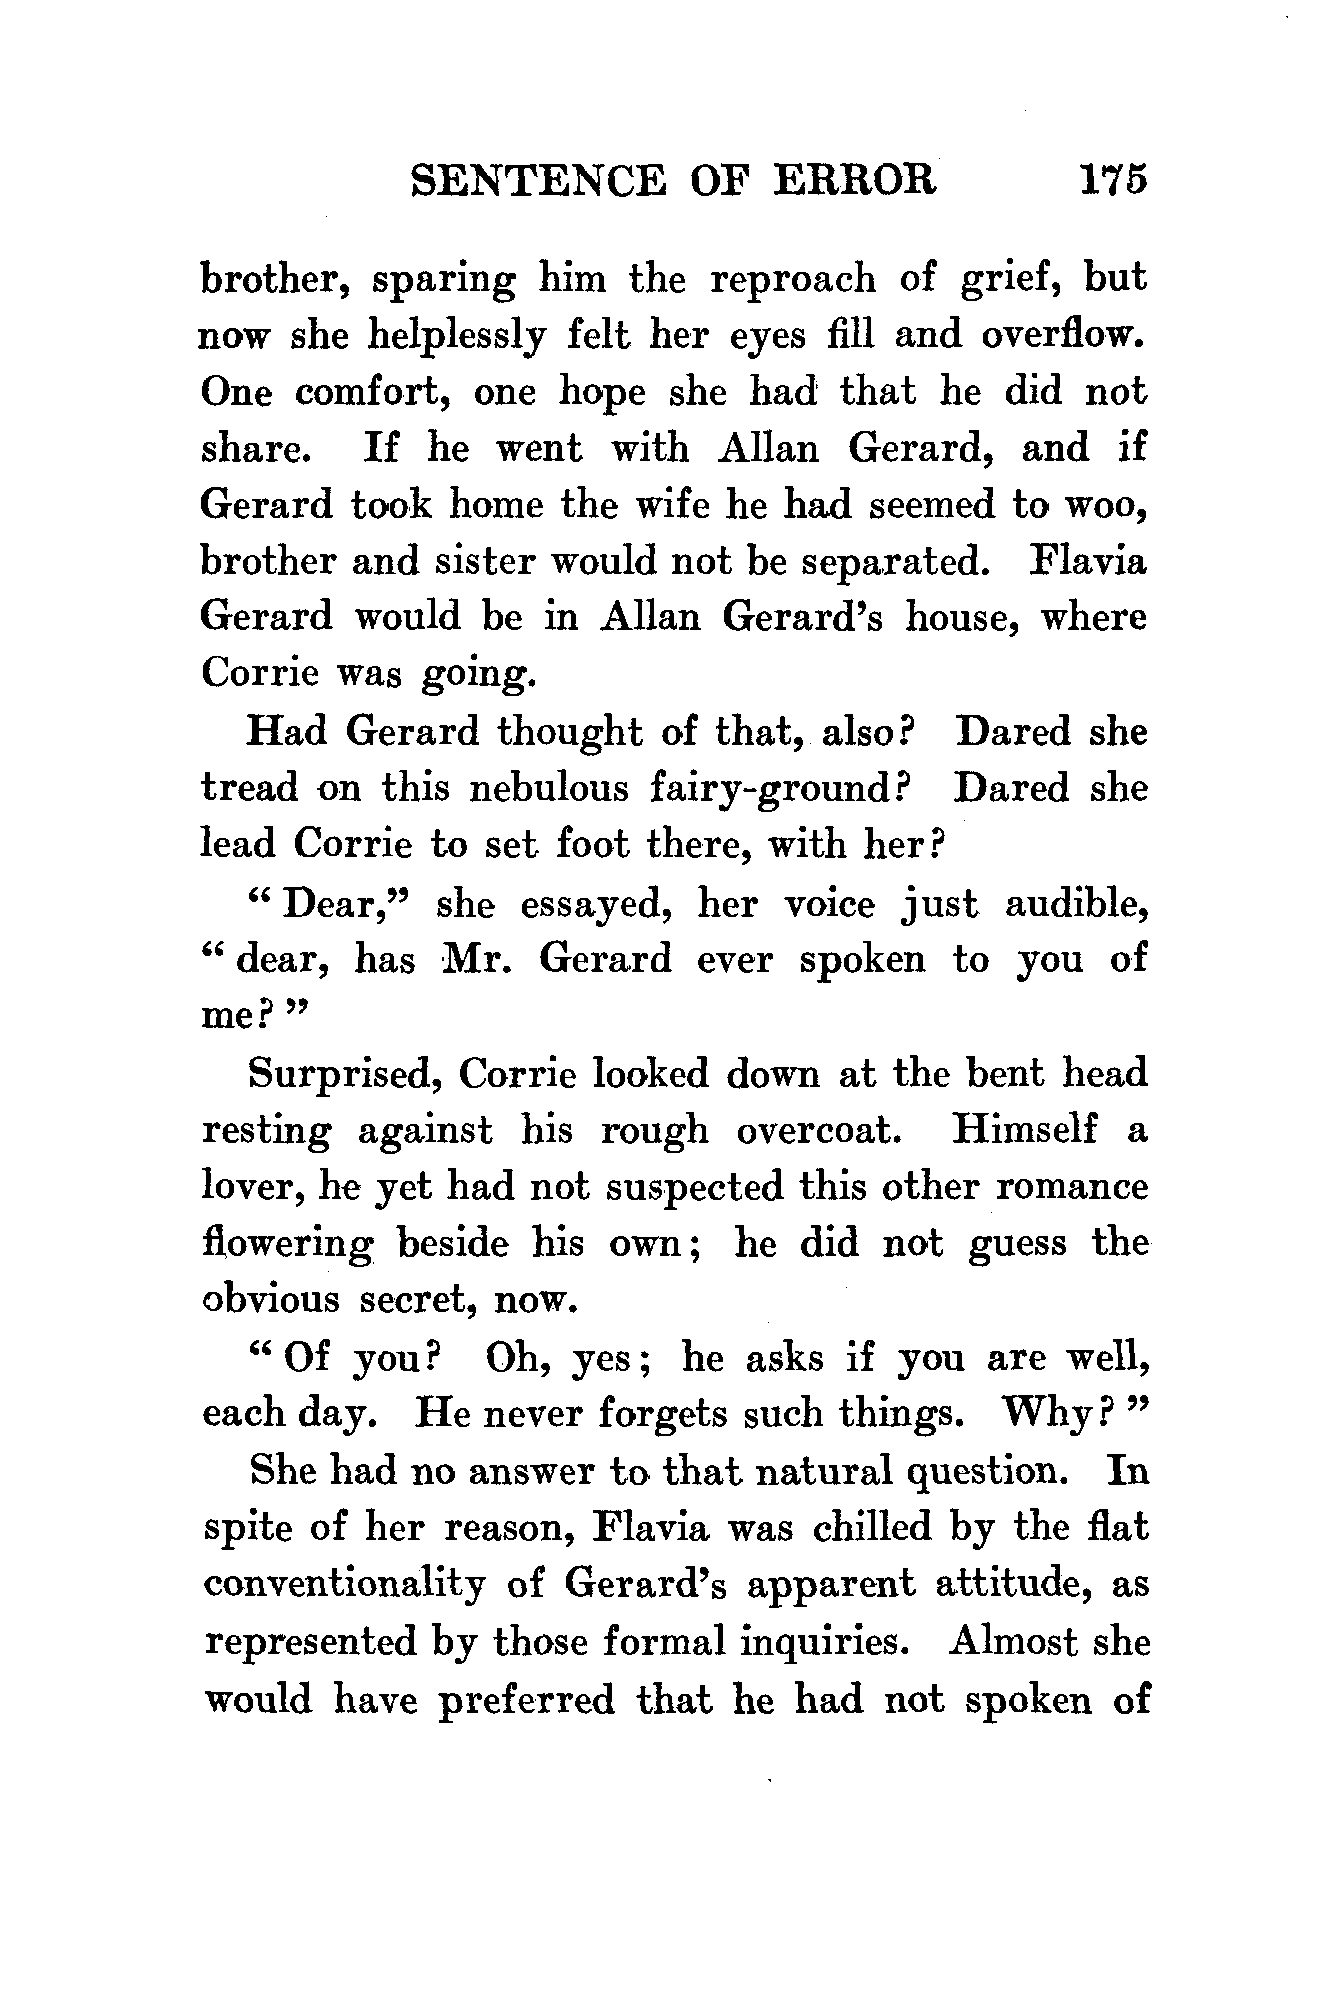 SENTENCE OF ERROR 175
brother, sparing him the reproach of grief, but
now she helplessly felt her eyes fill and overflow.
One comfort, one hope she had that he did not
share. If he went with Allan Gerard, and if
Gerard took home the wife he had seemed to woo,
brother and sister would not be separated. Flavia
Gerard would be in Allan Gerard's house, where
Corrie was going.
Had Gerard thought of that, also? Dared she
tread on this nebulous fairy-ground? Dared she
lead Corrie to set foot there, with her?
“ Dear,” she essayed, her voice just audible,
“ dear, has Mr. Gerard ever spoken to you of
me? ”
Surprised, Corrie looked down at the bent head
resting against his rough overcoat. Himself a
lover, he yet had not suspected this other romance
flowering beside his own; he did not guess the
obvious secret, now.
“ Of you? Oh, yes; he asks if you are well,
each day. He never forgets such things. Why? ”
She had no answer to that natural question. In
spite of her reason, Flavia was chilled by the flat
conventionality of Gerard's apparent attitude, as
represented by those formal inquiries. Almost she
would have preferred that he had not spoken of